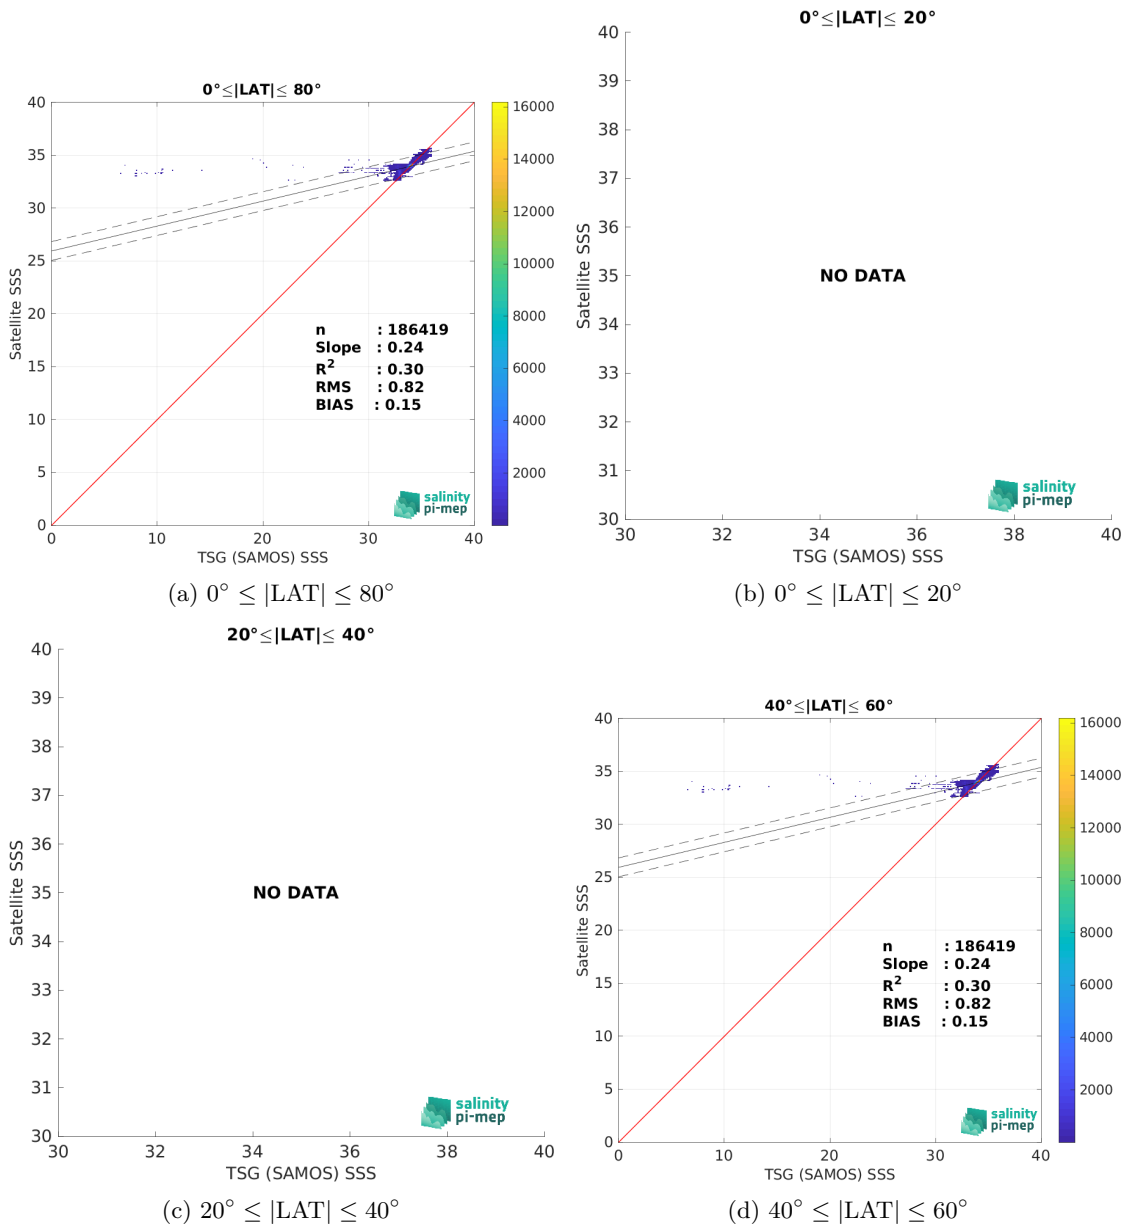 0°≤|LAT|≤ 80°
40
35
30
25
20
15
10
5
0
0
10
20
30
40
Satellite SSS
TSG (SAMOS) SSS
n : 186419
Slope : 0.24
R² : 0.30
RMS : 0.82
BIAS : 0.15
salinity
pi-mep
16000
14000
12000
10000
8000
6000
4000
2000
(a) 0° ≤ |LAT| ≤ 80°
0°≤|LAT|≤ 20°
40
39
38
37
36
35
34
33
32
31
30
30
32
34
36
38
40
Satellite SSS
NO DATA
TSG (SAMOS) SSS
salinity
pi-mep
(b) 0° ≤ |LAT| ≤ 20°
20°≤|LAT|≤ 40°
40
39
38
37
36
35
34
33
32
31
30
30
32
34
36
38
40
Satellite SSS
NO DATA
TSG (SAMOS) SSS
salinity
pi-mep
(c) 20° ≤ |LAT| ≤ 40°
40°≤|LAT|≤ 60°
40
35
30
25
20
15
10
5
0
0
10
20
30
40
Satellite SSS
TSG (SAMOS) SSS
n : 186419
Slope : 0.24
R² : 0.30
RMS : 0.82
BIAS : 0.15
salinity
pi-mep
16000
14000
12000
10000
8000
6000
4000
2000
(d) 40° ≤ |LAT| ≤ 60°